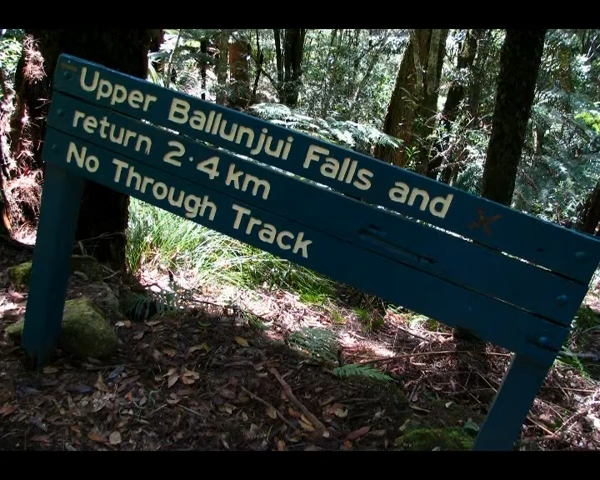 Upper Ballunjui Falls and
return 2.4 km
No Through Track